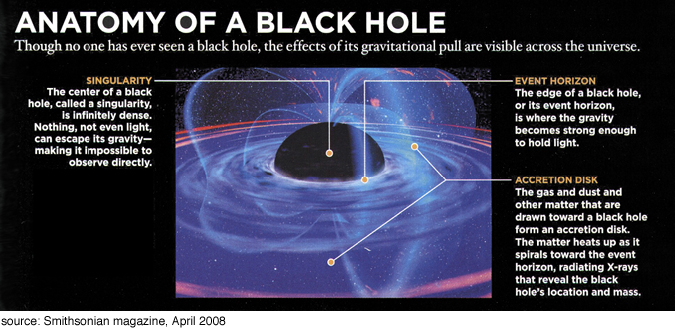 ANATOMY OF A BLACK HOLE
Though no one has ever seen a black hole, the effects of its gravitational pull are visible across the universe.
SINGULARITY
The center of a black
hole, called a singularity,
is infinitely dense.
Nothing, not even light,
can escape its gravity—
making it impossible to
observe directly.
EVENT HORIZON
The edge of a black hole,
or its event horizon,
is where the gravity
becomes strong enough
to hold light.
ACCRETION DISK
The gas and dust and
other matter that are
drawn toward a black hole
form an accretion disk.
The matter heats up as it
spirals toward the event
horizon, radiating X-rays
that reveal the black
hole's location and mass.
source: Smithsonian magazine, April 2008